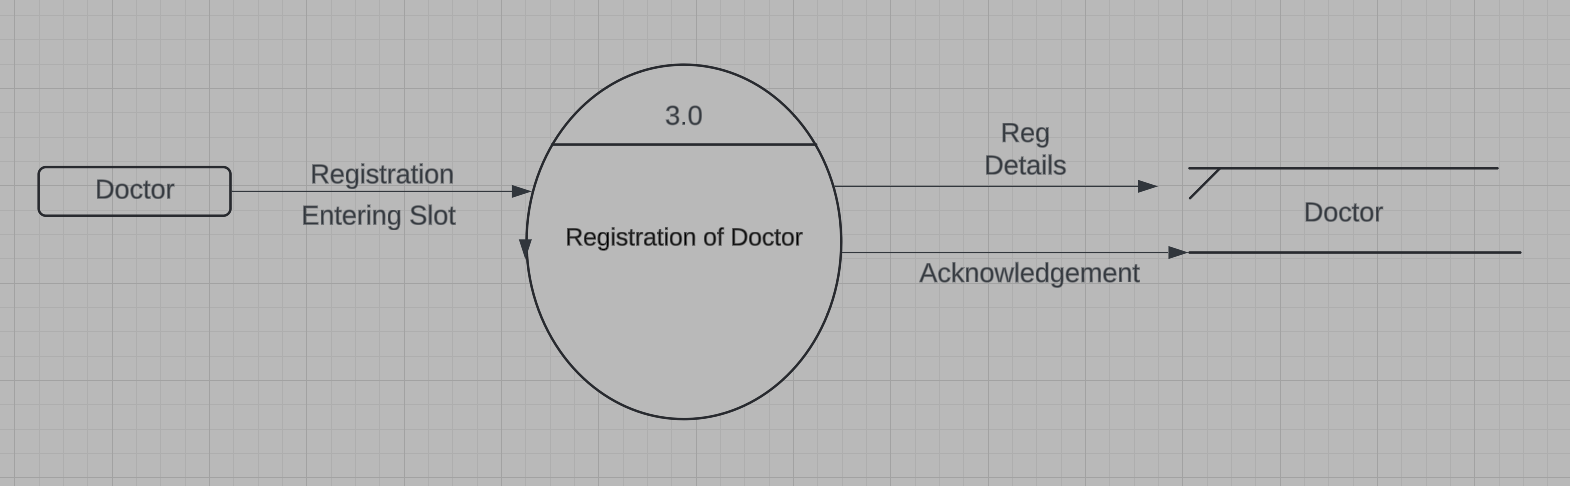 Doctor
Registration
Entering Slot
3.0
Registration of Doctor
Reg
Details
Acknowledgement
Doctor